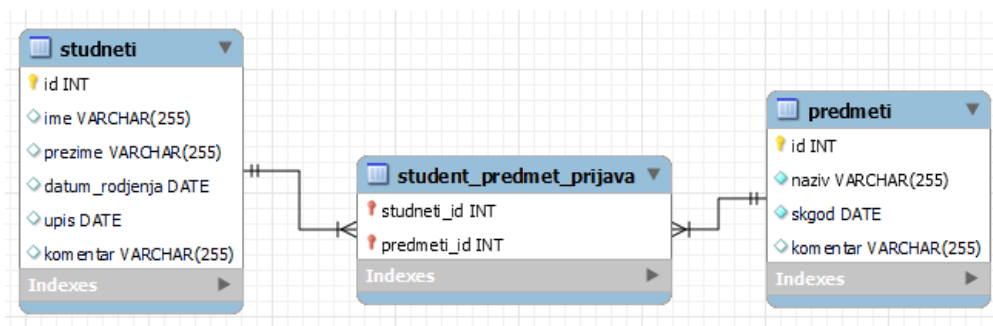 studneti
id INT
ime VARCHAR(255)
prezime VARCHAR(255)
datum_rodjenja DATE
upis DATE
komentar VARCHAR(255)
Indexes
student_predmet_prijava
studneti_id INT
predmeti_id INT
Indexes
predmeti
id INT
naziv VARCHAR(255)
skgod DATE
komentar VARCHAR(255)
Indexes